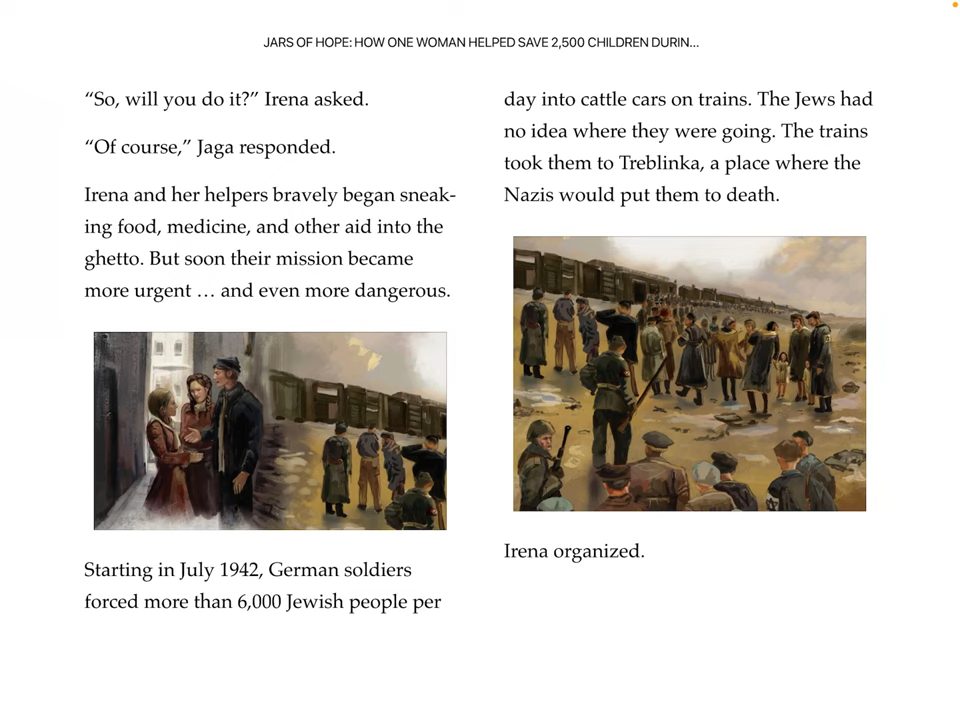 JARS OF HOPE: HOW ONE WOMAN HELPED SAVE 2,500 CHILDREN DURIN...
“So, will you do it?” Irena asked.
“Of course,” Jaga responded.
Irena and her helpers bravely began sneak-
ing food, medicine, and other aid into the
ghetto. But soon their mission became
more urgent … and even more dangerous.
Starting in July 1942, German soldiers
forced more than 6,000 Jewish people per
day into cattle cars on trains. The Jews had
no idea where they were going. The trains
took them to Treblinka, a place where the
Nazis would put them to death.
Irena organized.